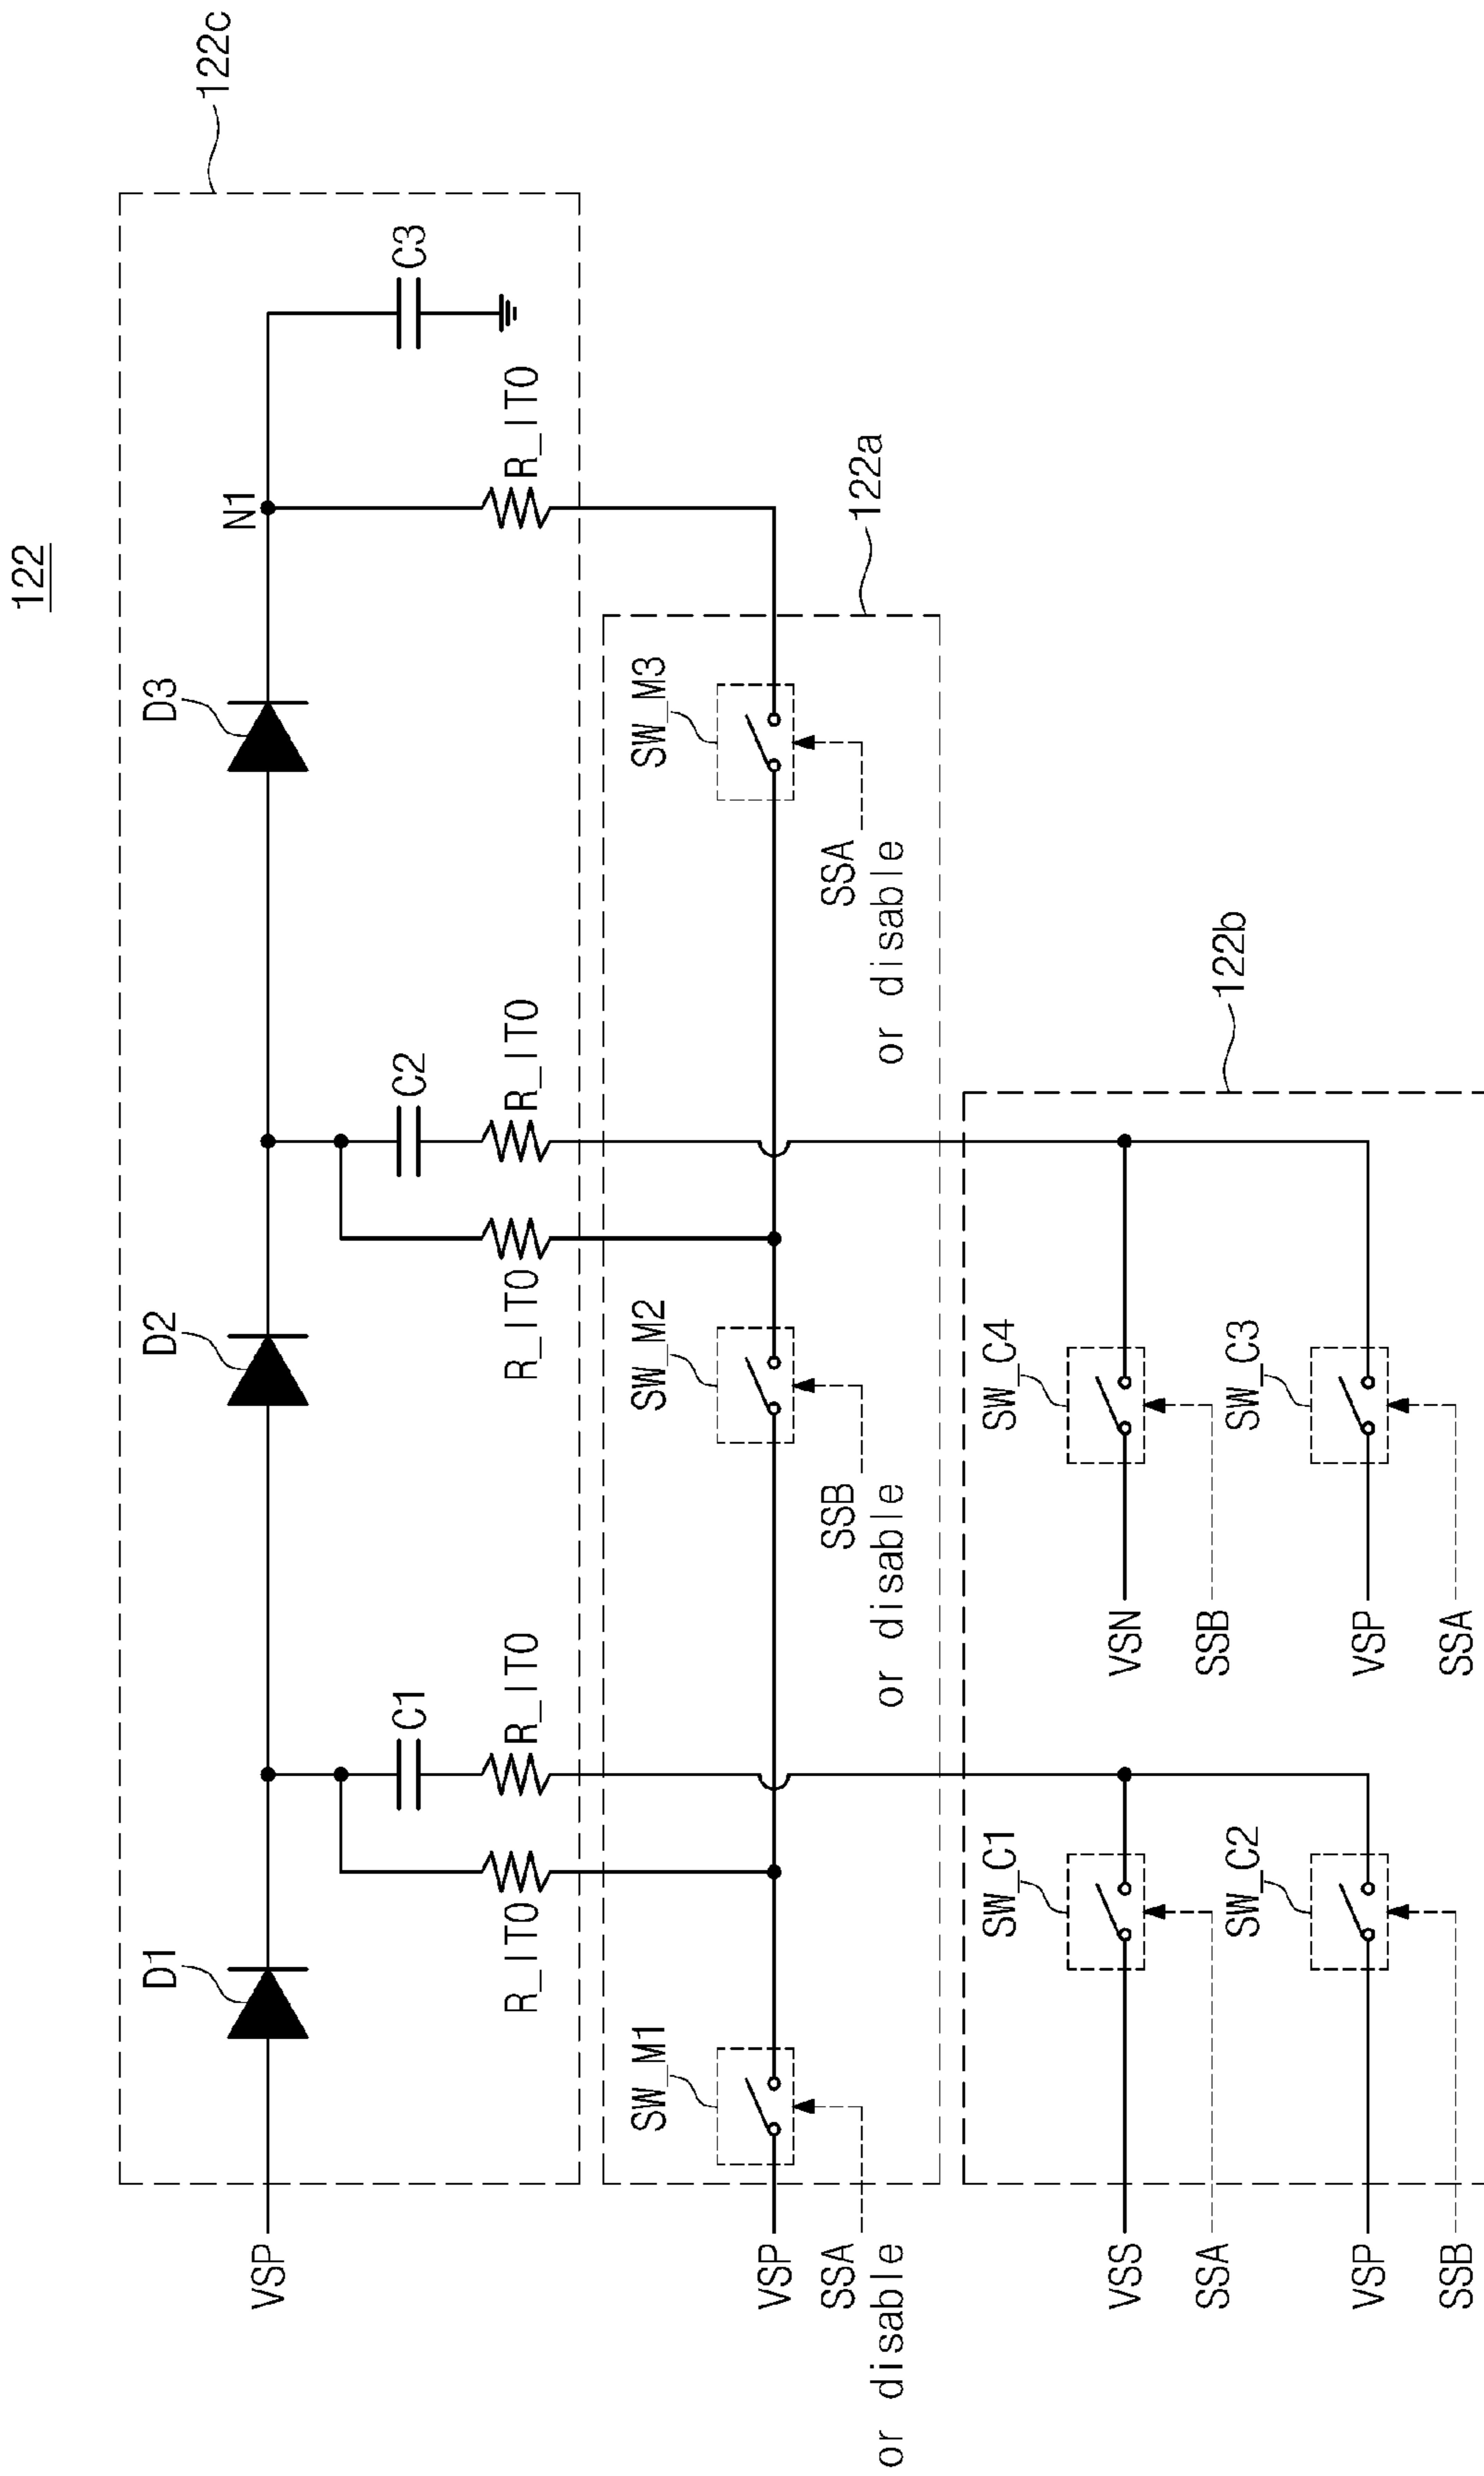 122
122c
VSP
D1
D2
D3
N1
C1
C2
C3
R_ITO
R_ITO
R_ITO
R_ITO
R_ITO
122a
SW_M1
SW_M2
SW_M3
VSP
SSA
or disable
SSB
or disable
SSA
or disable
122b
SW_C1
SW_C4
VSS
VSN
SSA
SSB
SW_C2
SW_C3
VSP
VSP
SSB
SSA